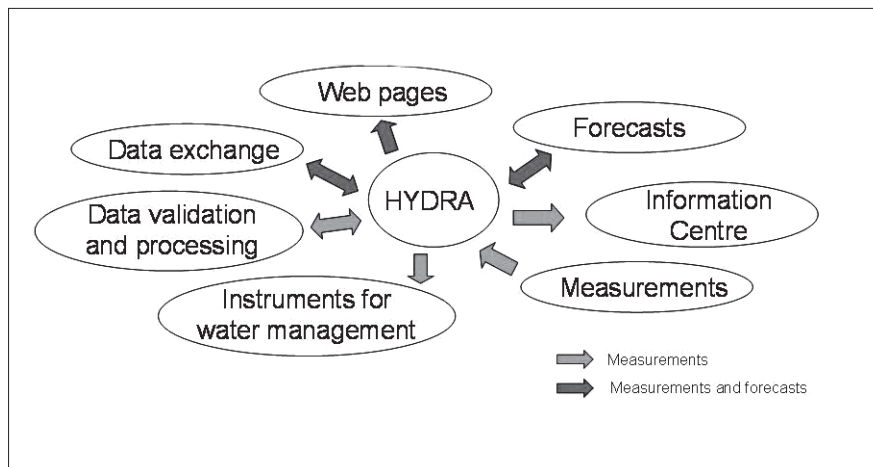 Web pages
Forecasts
Data exchange
HYDRA
Data validation
and processing
Information
Centre
Measurements
Instruments for
water management
Measurements
Measurements and forecasts